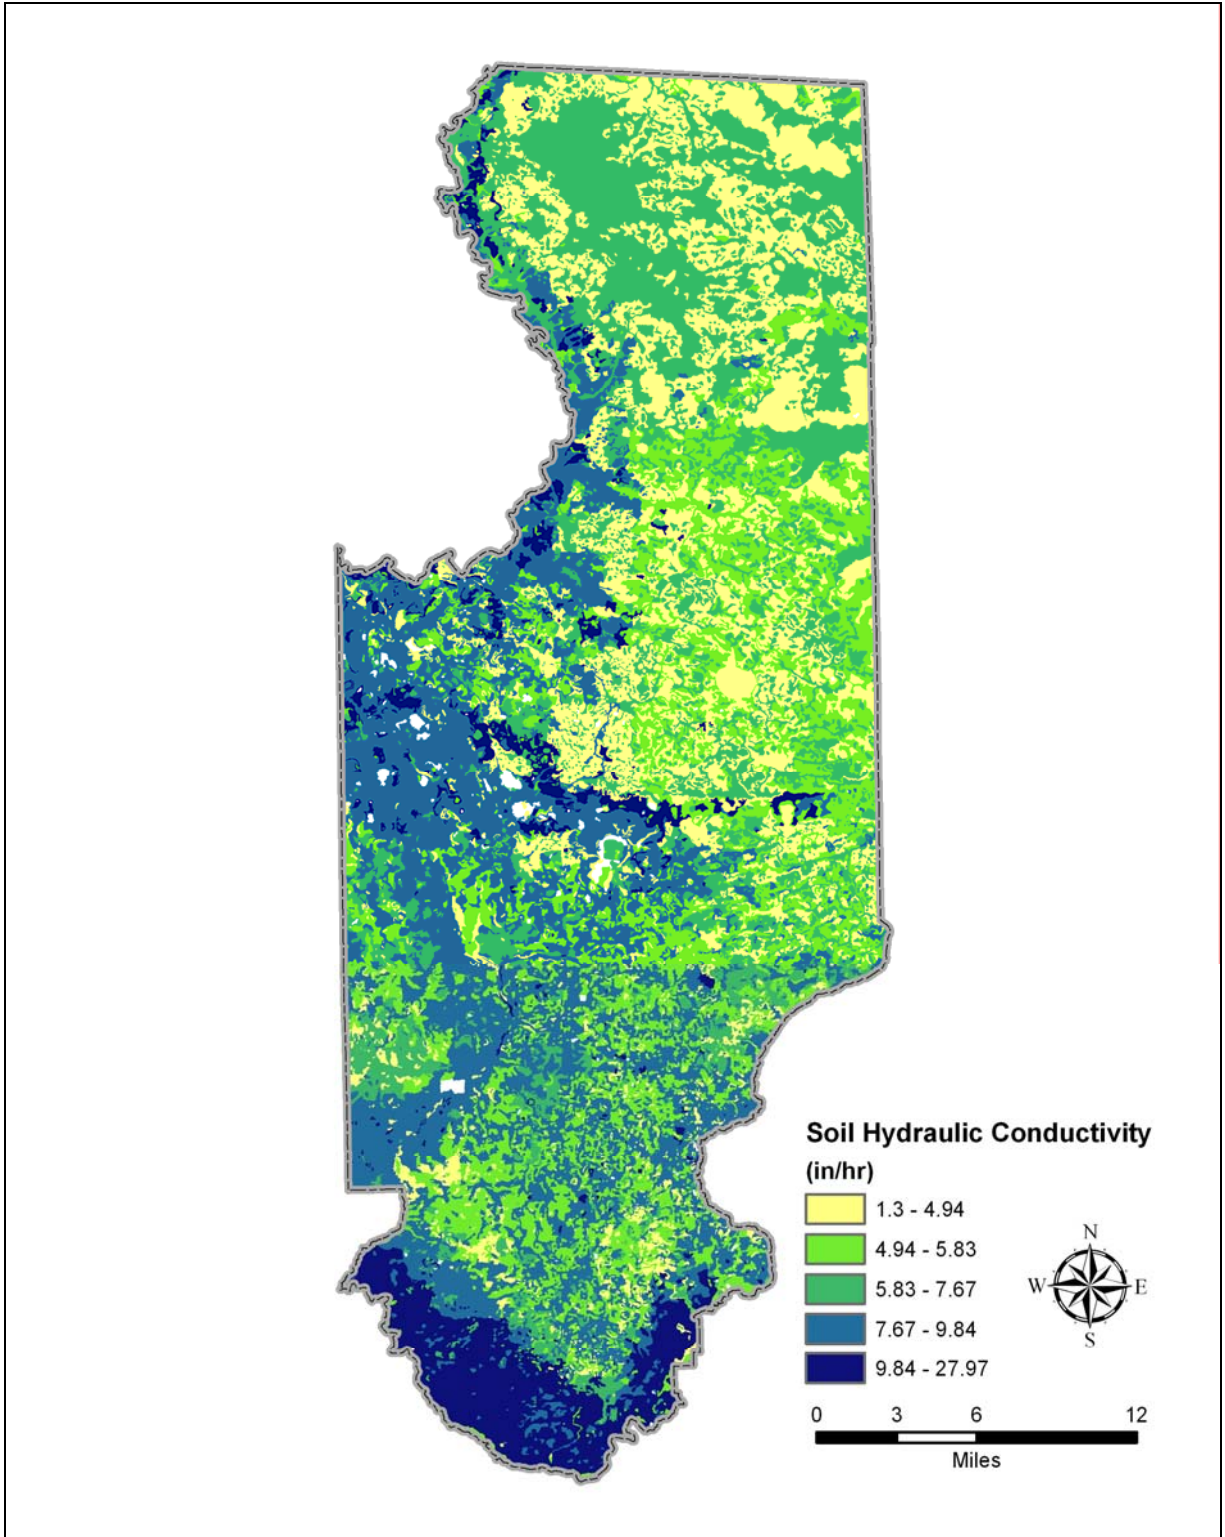 Soil Hydraulic Conductivity
(in/hr)
1.3 - 4.94
4.94 - 5.83
5.83 - 7.67
7.67 - 9.84
9.84 - 27.97
N
W E
S
0 3 6 12
Miles